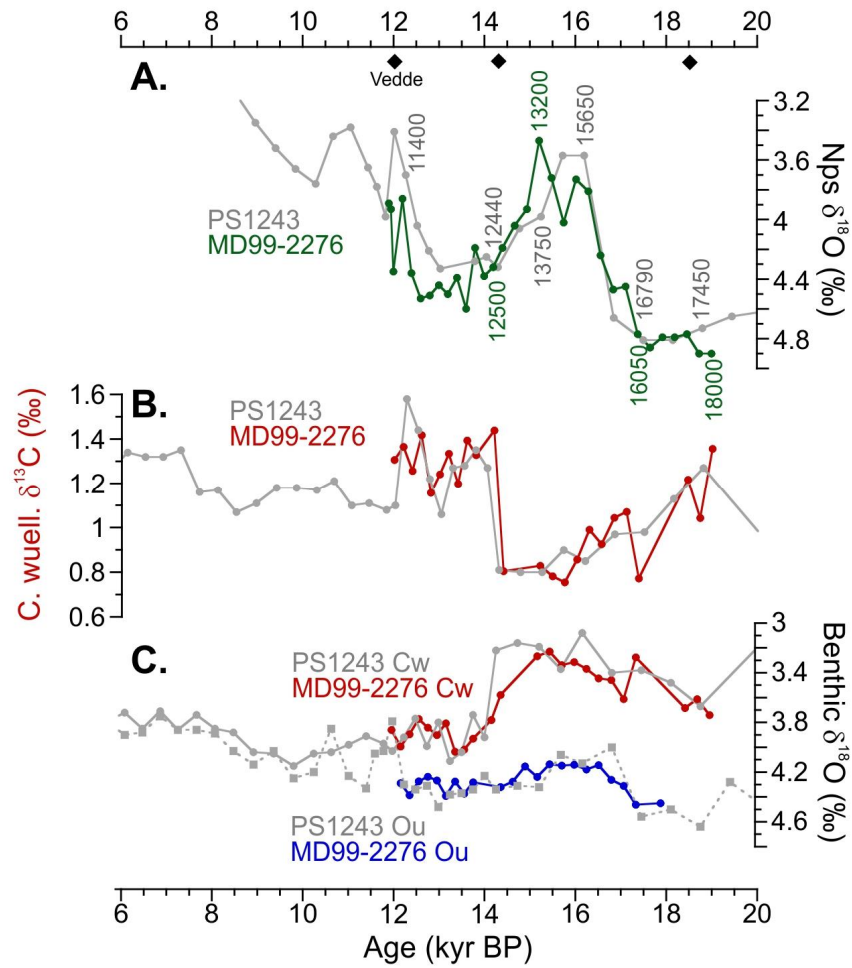 6 8 10 12 14 16 18 20
A.
Vedde
11400
12440
12500
13200
13750
15650
16790
16050
17450
18000
PS1243
MD99-2276
3.2
3.6
4
4.4
4.8
Nps δ18O (‰)
B.
PS1243
MD99-2276
1.6
1.4
1.2
1
0.8
0.6
C. wuell. δ13C (‰)
C.
PS1243 Cw
MD99-2276 Cw
PS1243 Ou
MD99-2276 Ou
3
3.4
3.8
4.2
4.6
Benthic δ18O (‰)
6 8 10 12 14 16 18 20
Age (kyr BP)